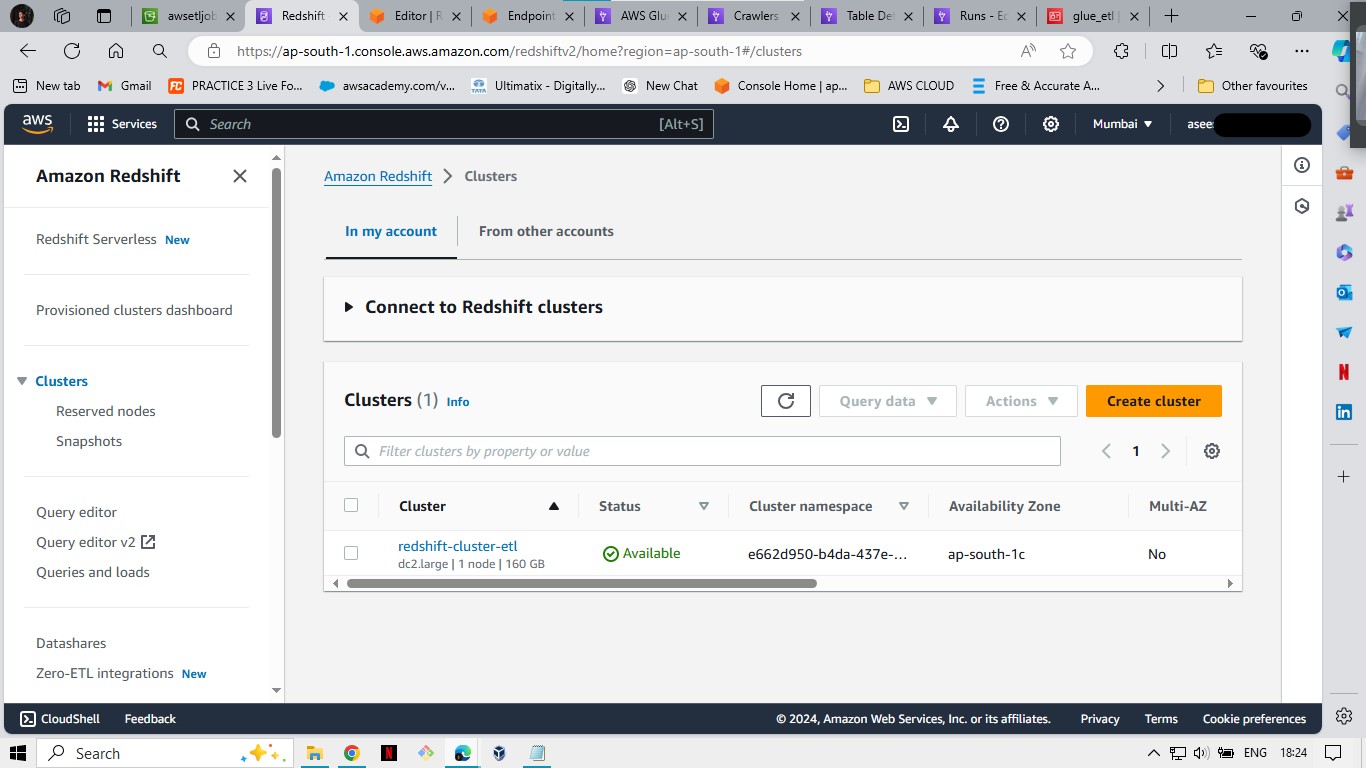 awsetljob
Redshift
Editor | R
Endpoint
AWS Glu
Crawlers
Table Det
Runs - Ec
glue_etl |
https://ap-south-1.console.aws.amazon.com/redshiftv2/home?region=ap-south-1#/clusters
New tab
Gmail
PRACTICE 3 Live Fo...
awsacademy.com/v...
Ultimatix - Digitally...
New Chat
Console Home | ap...
AWS CLOUD
Free & Accurate A...
Other favourites
aws
Services
Search
[Alt+S]
Mumbai
asee
Amazon Redshift
Redshift Serverless New
Provisioned clusters dashboard
Clusters
Reserved nodes
Snapshots
Query editor
Query editor v2
Queries and loads
Datashares
Zero-ETL integrations New
Amazon Redshift > Clusters
In my account
From other accounts
Connect to Redshift clusters
Clusters (1) Info
Query data
Actions
Create cluster
Filter clusters by property or value
1
Cluster
Status
Cluster namespace
Availability Zone
Multi-AZ
redshift-cluster-etl
dc2.large | 1 node | 160 GB
Available
e662d950-b4da-437e-...
ap-south-1c
No
CloudShell
Feedback
© 2024, Amazon Web Services, Inc. or its affiliates.
Privacy
Terms
Cookie preferences
Search
ENG
18:24